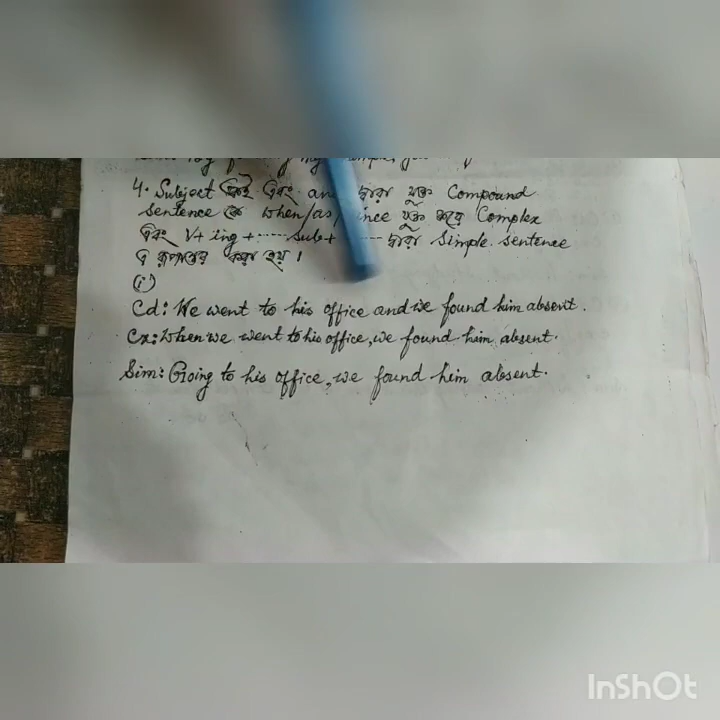 4. Subject একই এবং and দ্বারা যুক্ত Compound
sentence কে when/as/since যুক্ত করে Complex
এবং V+ing+......sub+...... দ্বারা Simple sentence
এ রূপান্তর করা হয়।
(i)
Cd: We went to his office and we found him absent.
Cx: When we went to his office, we found him absent.
Sim: Going to his office, we found him absent.
InShOt